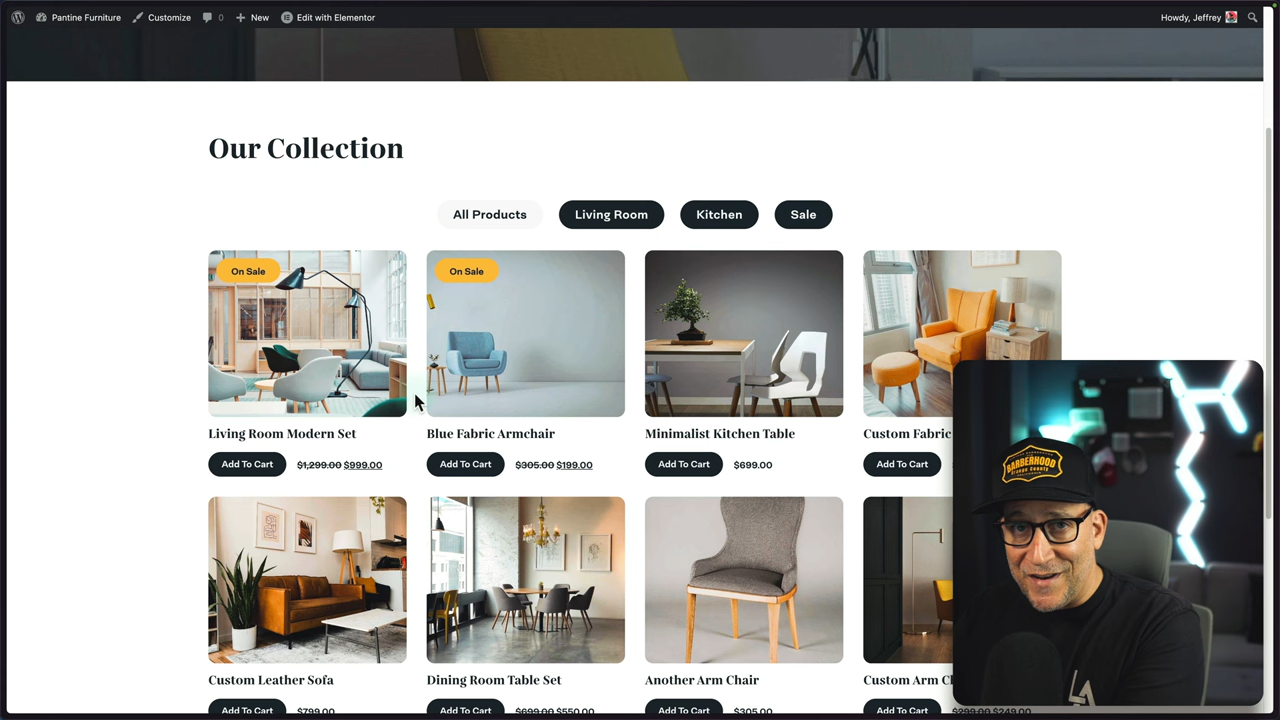 Pantine Furniture Customize 0 New Edit with Elementor Howdy, Jeffrey
Our Collection
All Products Living Room Kitchen Sale
On Sale On Sale
Living Room Modern Set Blue Fabric Armchair Minimalist Kitchen Table Custom Fabric
Add To Cart $1,299.00 $999.00 Add To Cart $305.00 $199.00 Add To Cart $699.00 Add To Cart
BARBERHOOD
Orange County
Custom Leather Sofa Dining Room Table Set Another Arm Chair Custom Arm
Add To Cart $799.00 Add To Cart $699.00 $550.00 Add To Cart $305.00 Add To Cart $299.00 $249.00